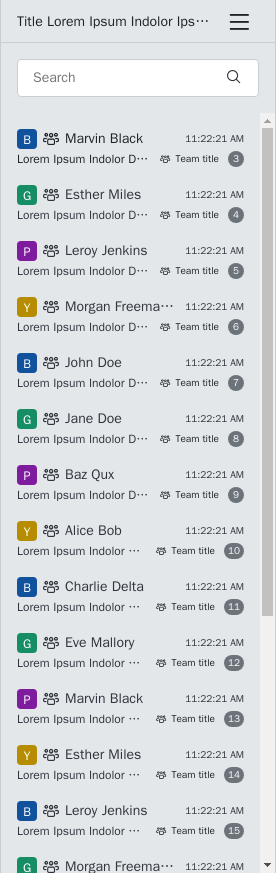 Title Lorem Ipsum Indolor Ips···
Search
B Marvin Black 11:22:21 AM
Lorem Ipsum Indolor D··· Team title 3
G Esther Miles 11:22:21 AM
Lorem Ipsum Indolor D··· Team title 4
P Leroy Jenkins 11:22:21 AM
Lorem Ipsum Indolor D··· Team title 5
Y Morgan Freema··· 11:22:21 AM
Lorem Ipsum Indolor D··· Team title 6
B John Doe 11:22:21 AM
Lorem Ipsum Indolor D··· Team title 7
G Jane Doe 11:22:21 AM
Lorem Ipsum Indolor D··· Team title 8
P Baz Qux 11:22:21 AM
Lorem Ipsum Indolor D··· Team title 9
Y Alice Bob 11:22:21 AM
Lorem Ipsum Indolor ··· Team title 10
B Charlie Delta 11:22:21 AM
Lorem Ipsum Indolor ··· Team title 11
G Eve Mallory 11:22:21 AM
Lorem Ipsum Indolor ··· Team title 12
P Marvin Black 11:22:21 AM
Lorem Ipsum Indolor ··· Team title 13
Y Esther Miles 11:22:21 AM
Lorem Ipsum Indolor ··· Team title 14
B Leroy Jenkins 11:22:21 AM
Lorem Ipsum Indolor ··· Team title 15
G Morgan Freema··· 11:22:21 AM